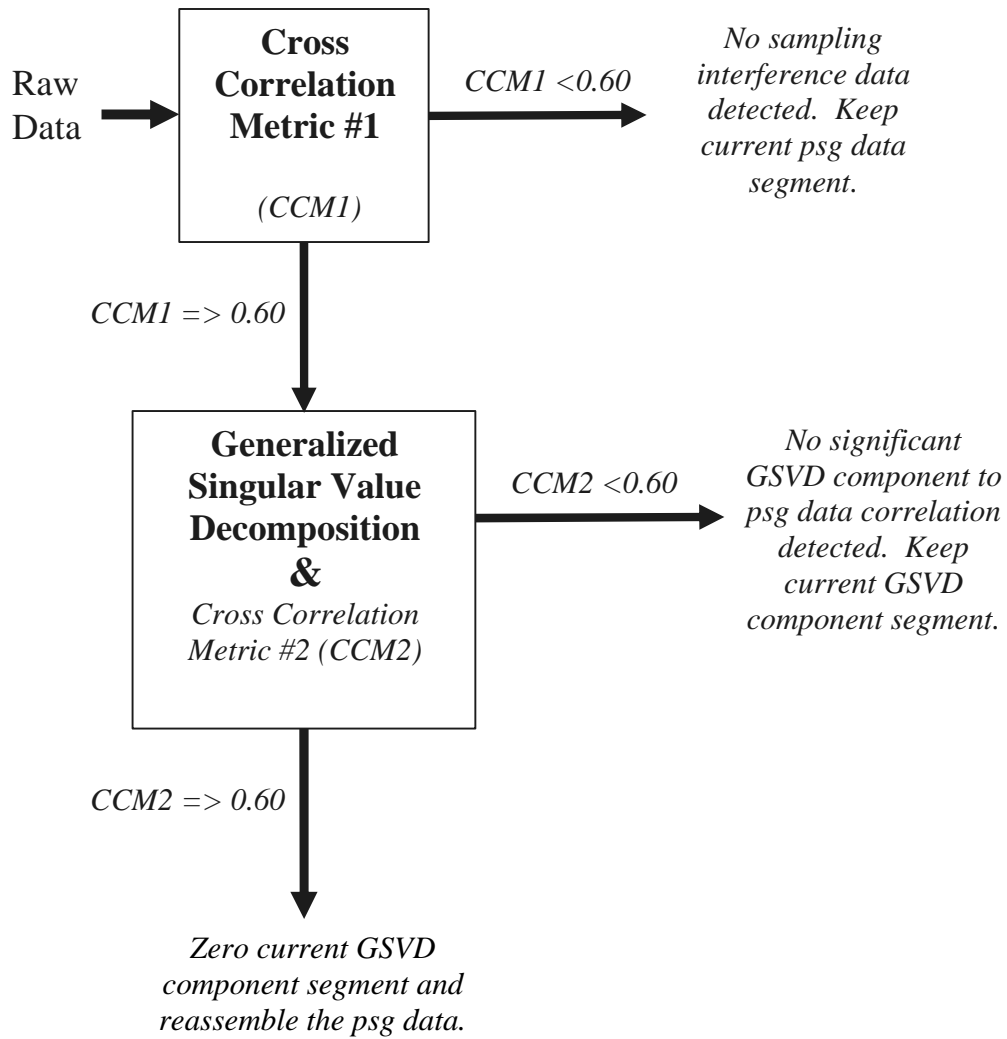 Raw
Data
Cross
Correlation
Metric #1
(CCM1)
CCM1 <0.60
No sampling
interference data
detected.  Keep
current psg data
segment.
CCM1 => 0.60
Generalized
Singular Value
Decomposition
&
Cross Correlation
Metric #2 (CCM2)
CCM2 <0.60
No significant
GSVD component to
psg data correlation
detected.  Keep
current GSVD
component segment.
CCM2 => 0.60
Zero current GSVD
component segment and
reassemble the psg data.